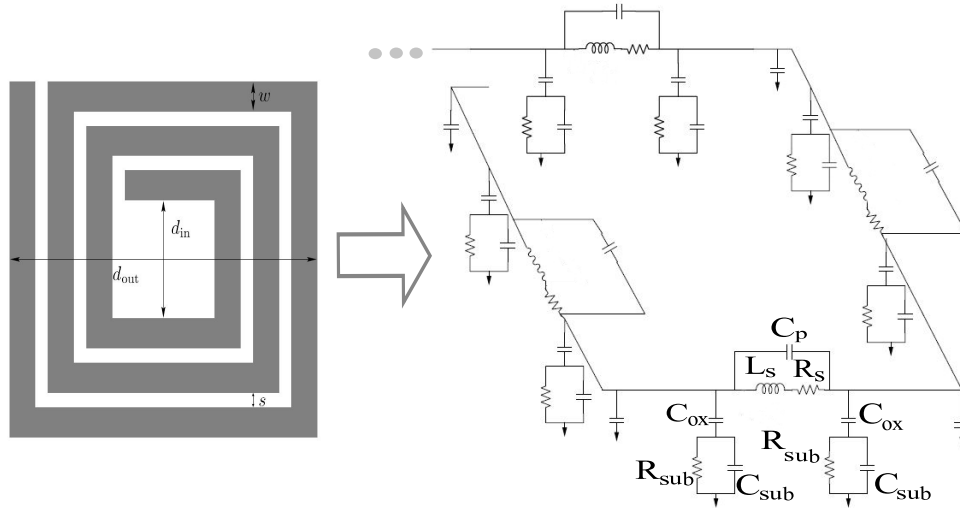 w
d_in
d_out
s
C_p
L_s R_s
C_ox C_ox
R_sub R_sub
C_sub C_sub